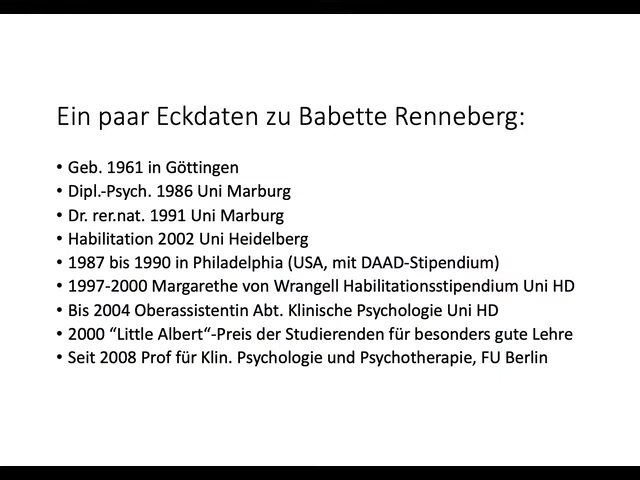 Ein paar Eckdaten zu Babette Renneberg:
• Geb. 1961 in Göttingen
• Dipl.-Psych. 1986 Uni Marburg
• Dr. rer.nat. 1991 Uni Marburg
• Habilitation 2002 Uni Heidelberg
• 1987 bis 1990 in Philadelphia (USA, mit DAAD-Stipendium)
• 1997-2000 Margarethe von Wrangell Habilitationsstipendium Uni HD
• Bis 2004 Oberassistentin Abt. Klinische Psychologie Uni HD
• 2000 “Little Albert“-Preis der Studierenden für besonders gute Lehre
• Seit 2008 Prof für Klin. Psychologie und Psychotherapie, FU Berlin